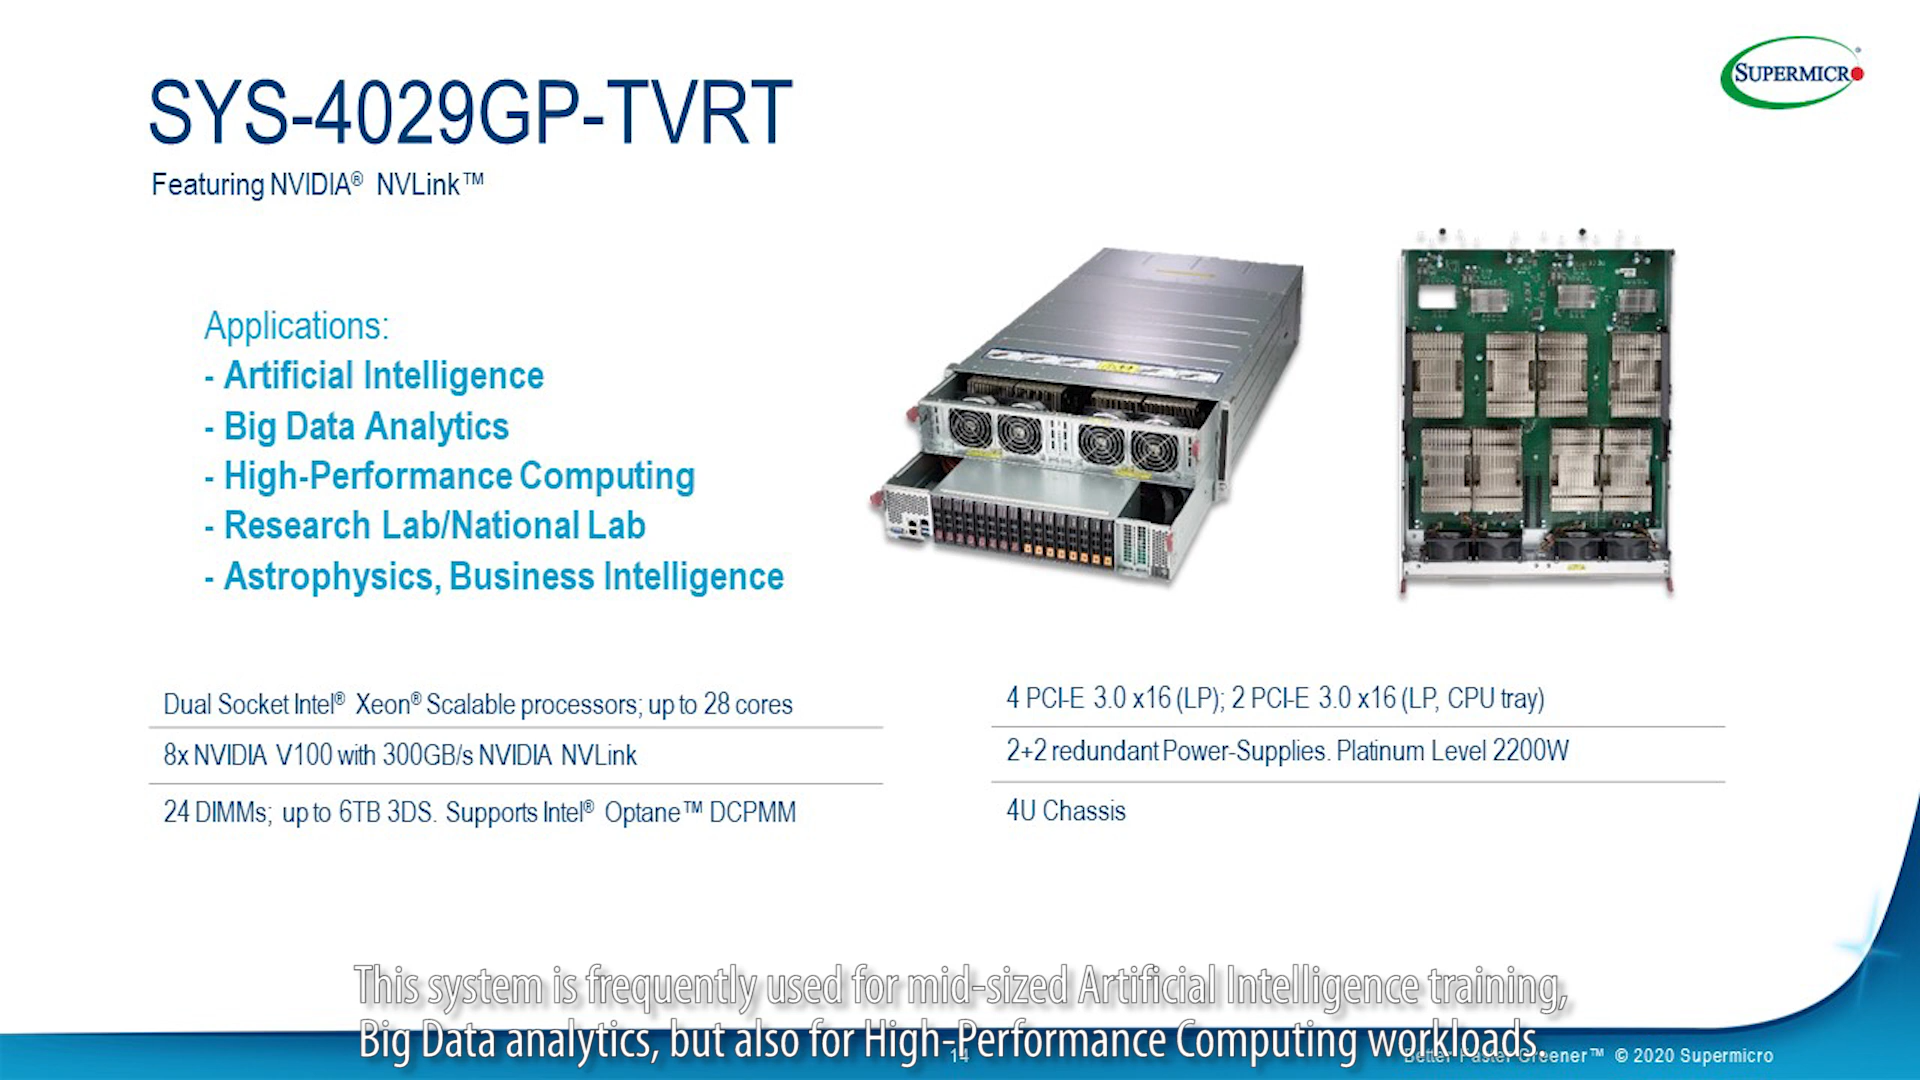 SUPERMICRO
SYS-4029GP-TVRT
Featuring NVIDIA® NVLink™
Applications:
- Artificial Intelligence
- Big Data Analytics
- High-Performance Computing
- Research Lab/National Lab
- Astrophysics, Business Intelligence
Dual Socket Intel® Xeon® Scalable processors; up to 28 cores
8x NVIDIA V100 with 300GB/s NVIDIA NVLink
24 DIMMs; up to 6TB 3DS. Supports Intel® Optane™ DCPMM
4 PCI-E 3.0 x16 (LP); 2 PCI-E 3.0 x16 (LP, CPU tray)
2+2 redundant Power-Supplies. Platinum Level 2200W
4U Chassis
This system is frequently used for mid-sized Artificial Intelligence training,
Big Data analytics, but also for High-Performance Computing workloads.
14
Better Faster Greener™ © 2020 Supermicro